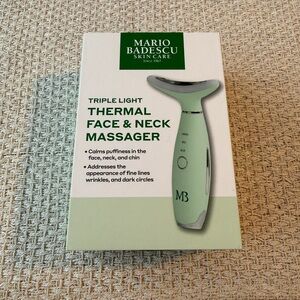 MARIO
BADESCU
SKIN CARE
Since 1967
TRIPLE LIGHT
THERMAL
FACE & NECK
MASSAGER
• Calms puffiness in the
face, neck, and chin
• Addresses the
appearance of fine lines
wrinkles, and dark circles
MB